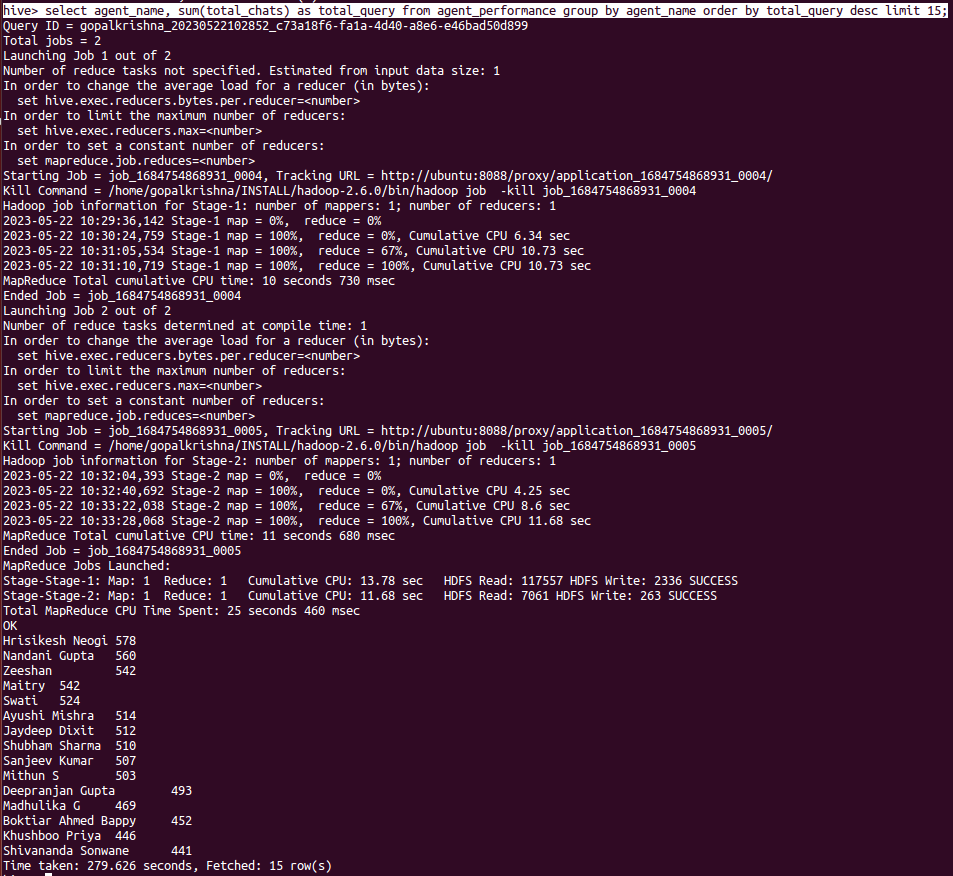 hive> select agent_name, sum(total_chats) as total_query from agent_performance group by agent_name order by total_query desc limit 15;
Query ID = gopalkrishna_20230522102852_c73a18f6-fa1a-4d40-a8e6-e46bad50d899
Total jobs = 2
Launching Job 1 out of 2
Number of reduce tasks not specified. Estimated from input data size: 1
In order to change the average load for a reducer (in bytes):
  set hive.exec.reducers.bytes.per.reducer=<number>
In order to limit the maximum number of reducers:
  set hive.exec.reducers.max=<number>
In order to set a constant number of reducers:
  set mapreduce.job.reduces=<number>
Starting Job = job_1684754868931_0004, Tracking URL = http://ubuntu:8088/proxy/application_1684754868931_0004/
Kill Command = /home/gopalkrishna/INSTALL/hadoop-2.6.0/bin/hadoop job  -kill job_1684754868931_0004
Hadoop job information for Stage-1: number of mappers: 1; number of reducers: 1
2023-05-22 10:29:36,142 Stage-1 map = 0%,  reduce = 0%
2023-05-22 10:30:24,759 Stage-1 map = 100%,  reduce = 0%, Cumulative CPU 6.34 sec
2023-05-22 10:31:05,534 Stage-1 map = 100%,  reduce = 67%, Cumulative CPU 10.73 sec
2023-05-22 10:31:10,719 Stage-1 map = 100%,  reduce = 100%, Cumulative CPU 10.73 sec
MapReduce Total cumulative CPU time: 10 seconds 730 msec
Ended Job = job_1684754868931_0004
Launching Job 2 out of 2
Number of reduce tasks determined at compile time: 1
In order to change the average load for a reducer (in bytes):
  set hive.exec.reducers.bytes.per.reducer=<number>
In order to limit the maximum number of reducers:
  set hive.exec.reducers.max=<number>
In order to set a constant number of reducers:
  set mapreduce.job.reduces=<number>
Starting Job = job_1684754868931_0005, Tracking URL = http://ubuntu:8088/proxy/application_1684754868931_0005/
Kill Command = /home/gopalkrishna/INSTALL/hadoop-2.6.0/bin/hadoop job  -kill job_1684754868931_0005
Hadoop job information for Stage-2: number of mappers: 1; number of reducers: 1
2023-05-22 10:32:04,393 Stage-2 map = 0%,  reduce = 0%
2023-05-22 10:32:40,692 Stage-2 map = 100%,  reduce = 0%, Cumulative CPU 4.25 sec
2023-05-22 10:33:22,038 Stage-2 map = 100%,  reduce = 67%, Cumulative CPU 8.6 sec
2023-05-22 10:33:28,068 Stage-2 map = 100%,  reduce = 100%, Cumulative CPU 11.68 sec
MapReduce Total cumulative CPU time: 11 seconds 680 msec
Ended Job = job_1684754868931_0005
MapReduce Jobs Launched:
Stage-Stage-1: Map: 1  Reduce: 1   Cumulative CPU: 13.78 sec   HDFS Read: 117557 HDFS Write: 2336 SUCCESS
Stage-Stage-2: Map: 1  Reduce: 1   Cumulative CPU: 11.68 sec   HDFS Read: 7061 HDFS Write: 263 SUCCESS
Total MapReduce CPU Time Spent: 25 seconds 460 msec
OK
Hrisikesh Neogi 578
Nandani Gupta   560
Zeeshan         542
Maitry  542
Swati   524
Ayushi Mishra   514
Jaydeep Dixit   512
Shubham Sharma  510
Sanjeev Kumar   507
Mithun S        503
Deepranjan Gupta        493
Madhulika G     469
Boktiar Ahmed Bappy     452
Khushboo Priya  446
Shivananda Sonwane      441
Time taken: 279.626 seconds, Fetched: 15 row(s)